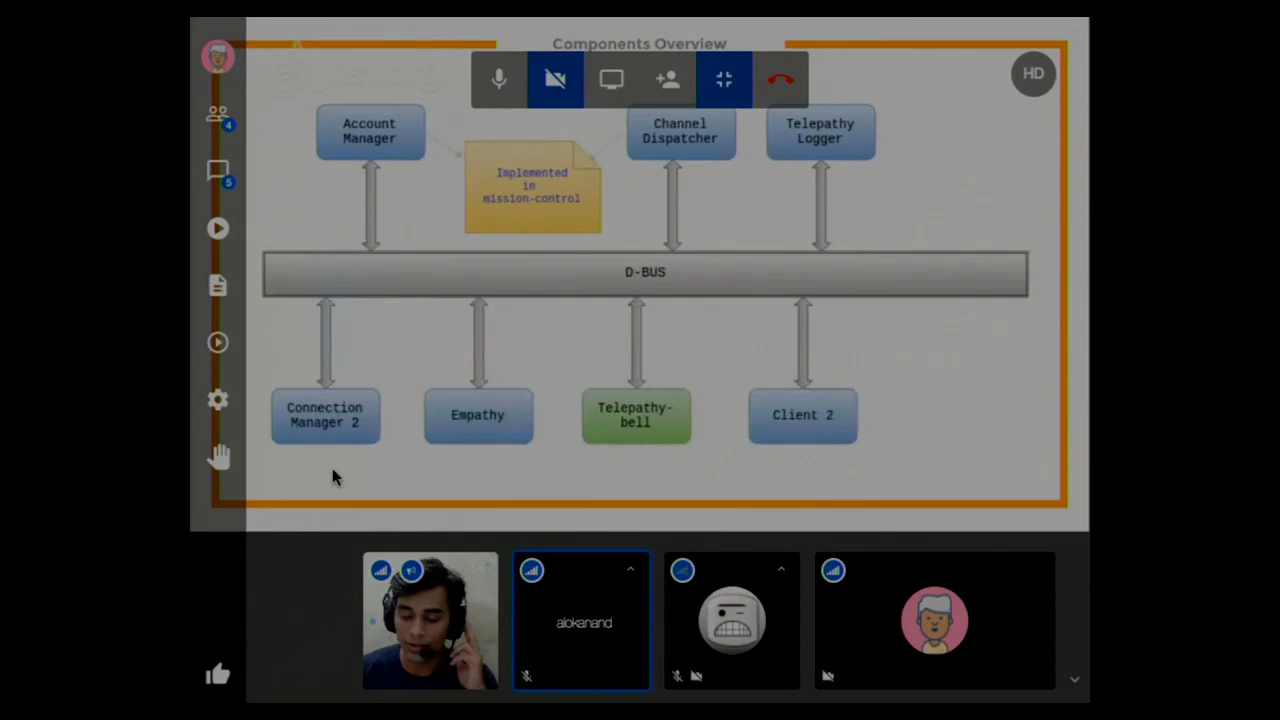 Components Overview
HD
Account
Manager
Channel
Dispatcher
Telepathy
Logger
Implemented
in
mission-control
4
5
D-BUS
Connection
Manager 2
Empathy
Telepathy-
bell
Client 2
alokanand